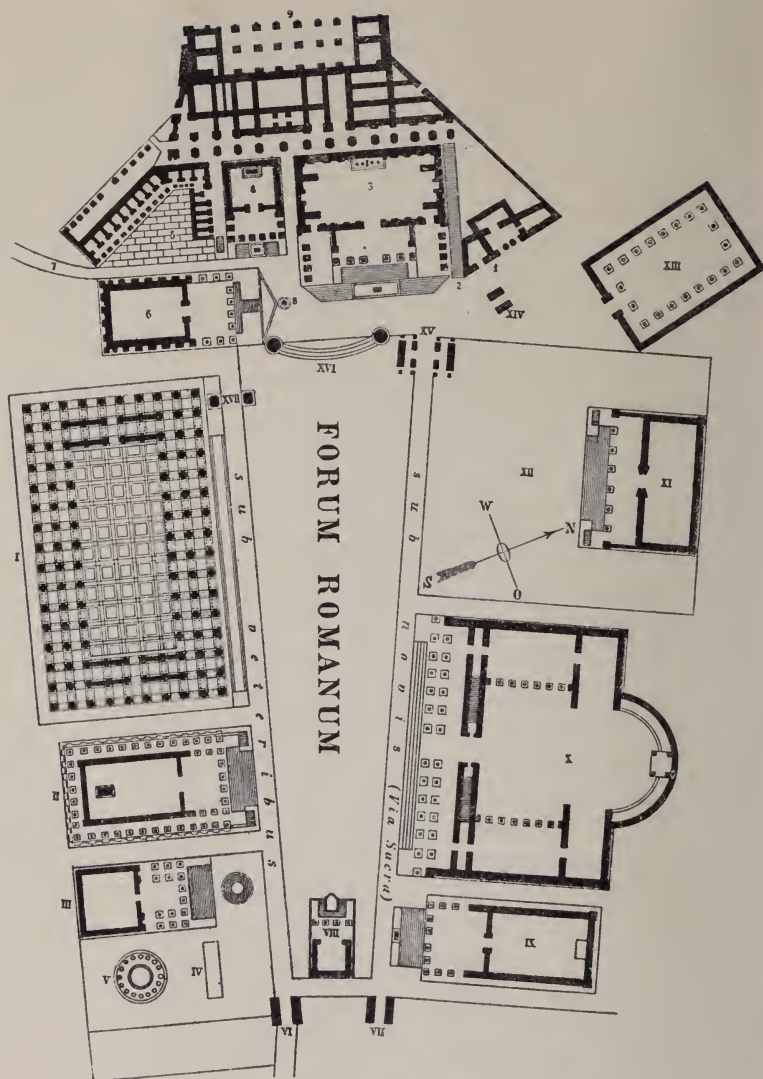 9
4
3
5
1
XIII
7
2
8
6
XIV
XV
XVI
XVII
FORUM ROMANUM
sub veteribus
sub novis (Via Sacra)
XII
XI
W
N
S
O
I
X
II
III
VIII
IX
V
IV
VI
VII